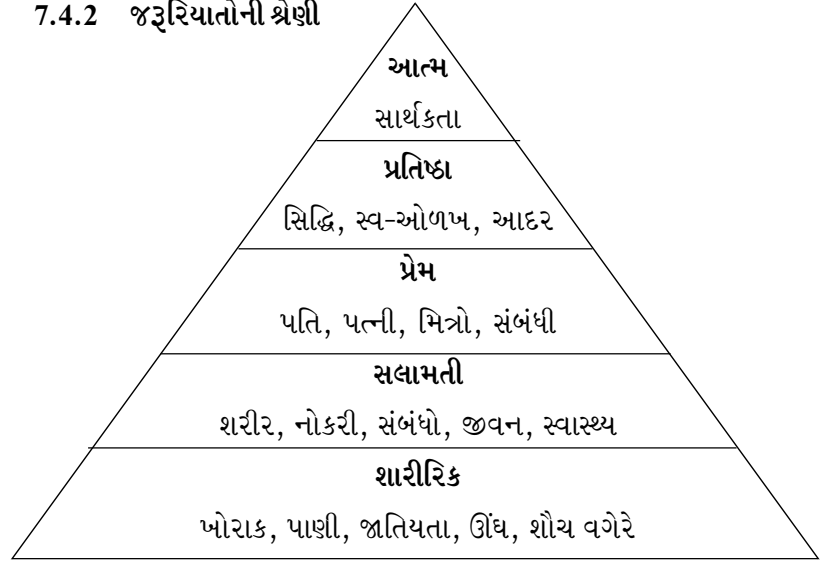 7.4.2 જરૂરિયાતોની શ્રેણી
આત્મ
સાર્થકતા
પ્રતિષ્ઠા
સિદ્ધિ, સ્વ-ઓળખ, આદર
પ્રેમ
પતિ, પત્ની, મિત્રો, સંબંધી
સલામતી
શરીર, નોકરી, સંબંધો, જીવન, સ્વાસ્થ્ય
શારીરિક
ખોરાક, પાણી, જાતિયતા, ઊંઘ, શૌચ વગેરે